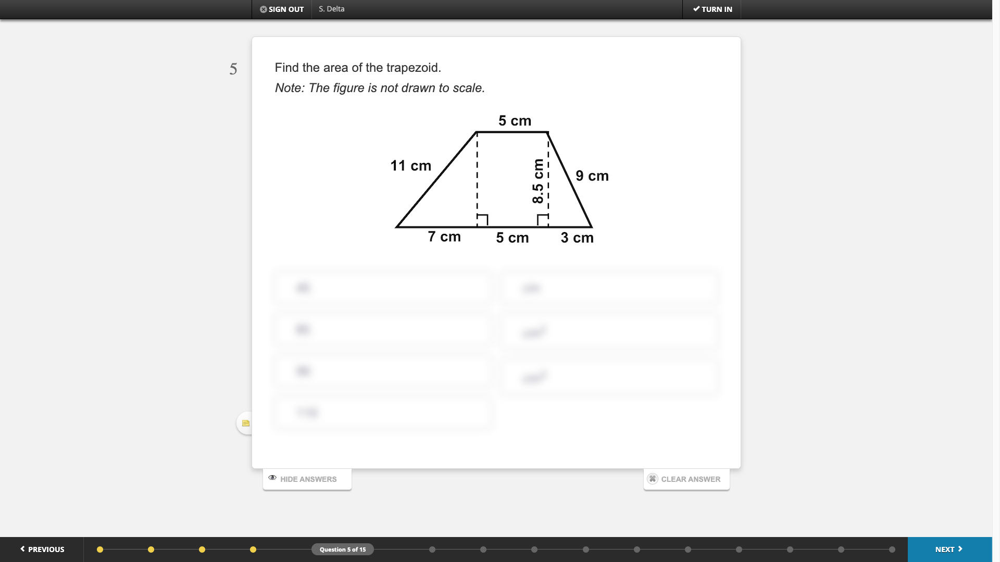 SIGN OUT
S. Delta
TURN IN
5
Find the area of the trapezoid.
Note: The figure is not drawn to scale.
5 cm
11 cm
8.5 cm
9 cm
7 cm
5 cm
3 cm
HIDE ANSWERS
CLEAR ANSWER
PREVIOUS
Question 5 of 15
NEXT